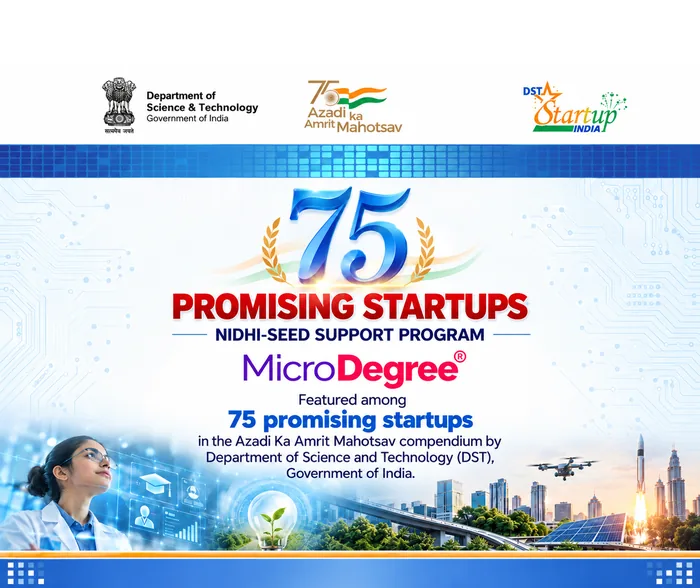 Department of
Science & Technology
Government of India
सत्यमेव जयते
75
Azadi
Ka
Amrit Mahotsav
DST
Startup
INDIA
75
PROMISING STARTUPS
NIDHI-SEED SUPPORT PROGRAM
MicroDegree®
Featured among
75 promising startups
in the Azadi Ka Amrit Mahotsav compendium by
Department of Science and Technology (DST),
Government of India.